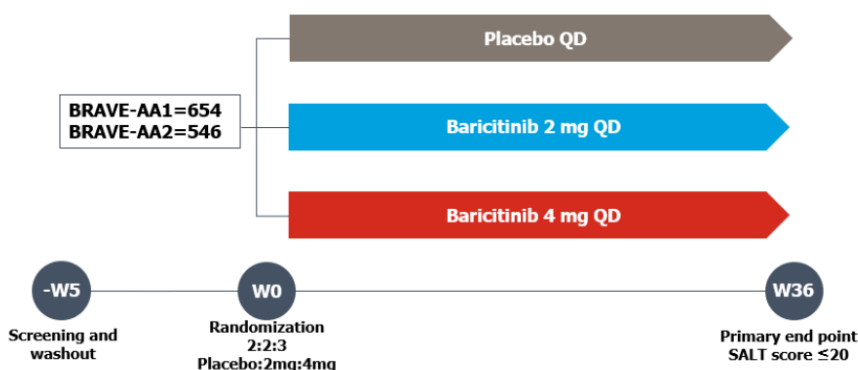 Placebo QD
BRAVE-AA1=654
BRAVE-AA2=546
Baricitinib 2 mg QD
Baricitinib 4 mg QD
-W5
W0
W36
Screening and
washout
Randomization
2:2:3
Placebo:2mg:4mg
Primary end point
SALT score ≤20